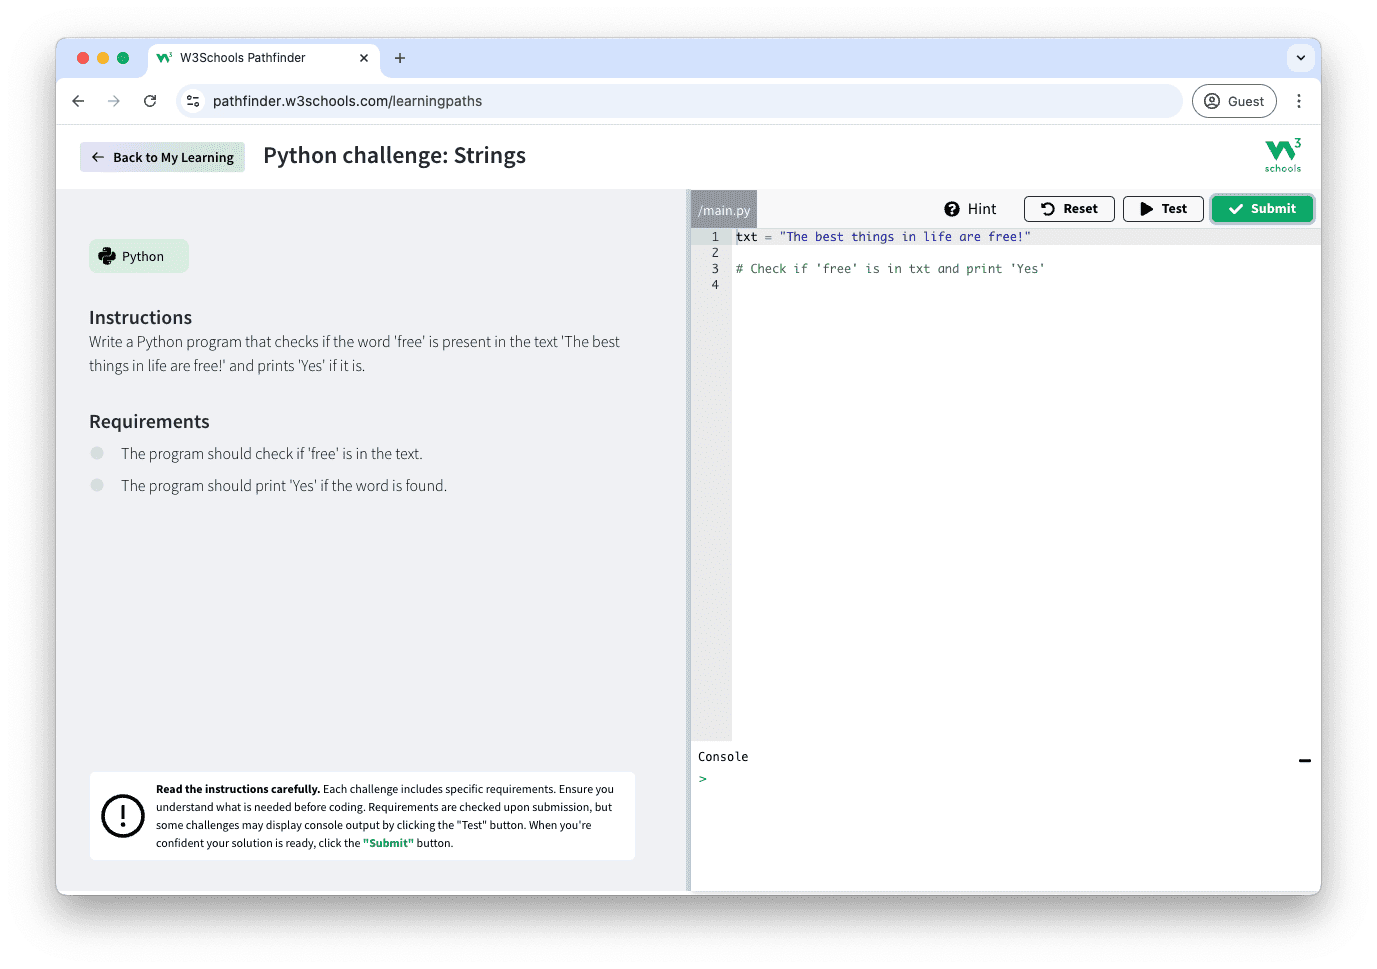 W3Schools Pathfinder
pathfinder.w3schools.com/learningpaths
Guest
Back to My Learning
Python challenge: Strings
3
schools
/main.py
Hint
Reset
Test
Submit
Python
Instructions
Write a Python program that checks if the word 'free' is present in the text 'The best
things in life are free!' and prints 'Yes' if it is.
Requirements
The program should check if 'free' is in the text.
The program should print 'Yes' if the word is found.
Read the instructions carefully. Each challenge includes specific requirements. Ensure you
understand what is needed before coding. Requirements are checked upon submission, but
some challenges may display console output by clicking the "Test" button. When you're
confident your solution is ready, click the "Submit" button.
1 txt = "The best things in life are free!"
2
3 # Check if 'free' is in txt and print 'Yes'
4
Console
>